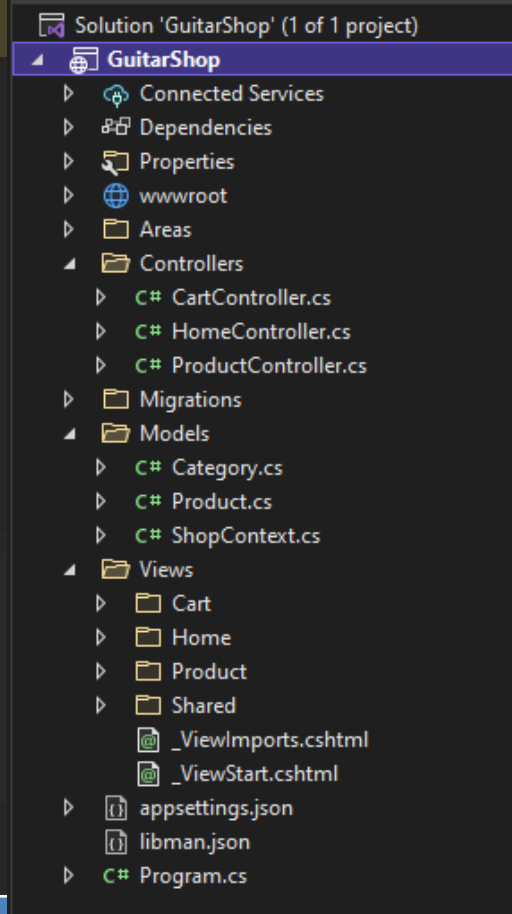 Solution 'GuitarShop' (1 of 1 project)
GuitarShop
Connected Services
Dependencies
Properties
wwwroot
Areas
Controllers
C# CartController.cs
C# HomeController.cs
C# ProductController.cs
Migrations
Models
C# Category.cs
C# Product.cs
C# ShopContext.cs
Views
Cart
Home
Product
Shared
_ViewImports.cshtml
_ViewStart.cshtml
appsettings.json
libman.json
C# Program.cs